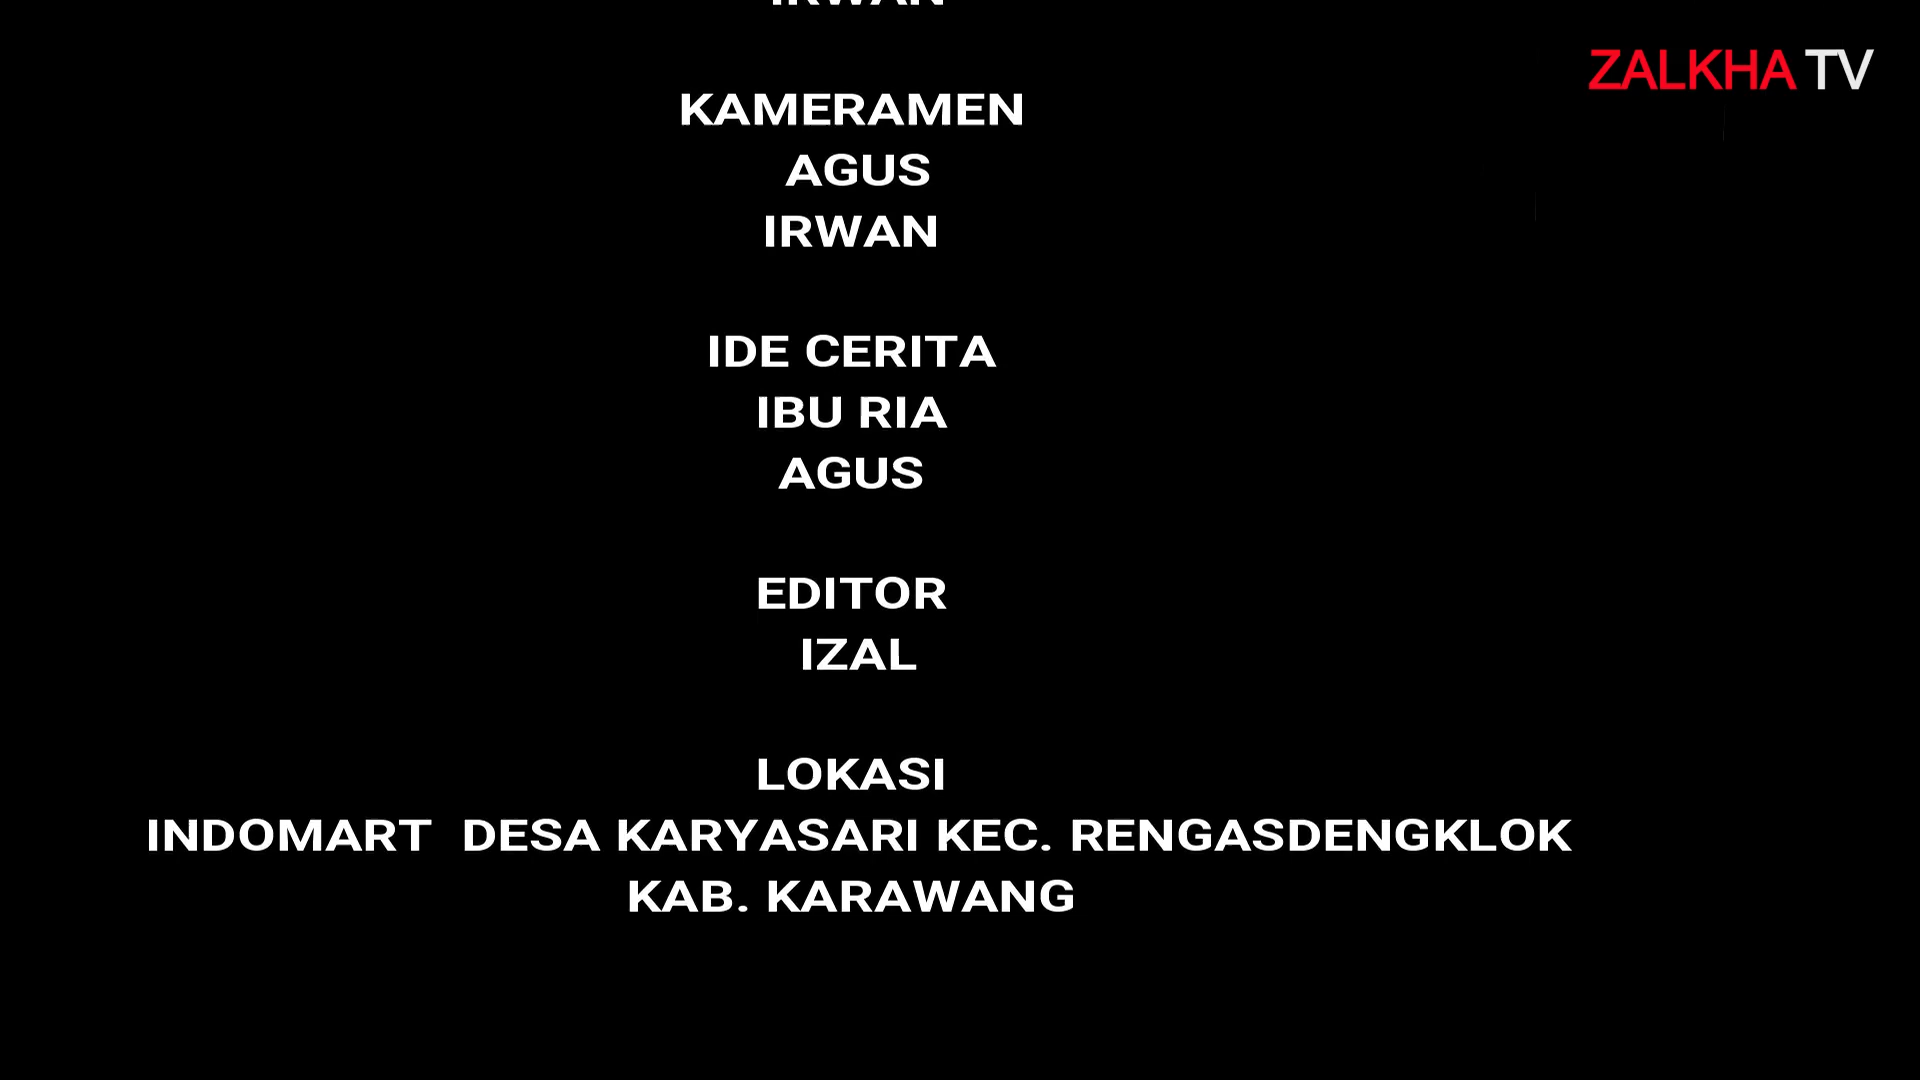 IRWAN
ZALKHA TV
KAMERAMEN
AGUS
IRWAN
IDE CERITA
IBU RIA
AGUS
EDITOR
IZAL
LOKASI
INDOMART DESA KARYASARI KEC. RENGASDENGKLOK
KAB. KARAWANG